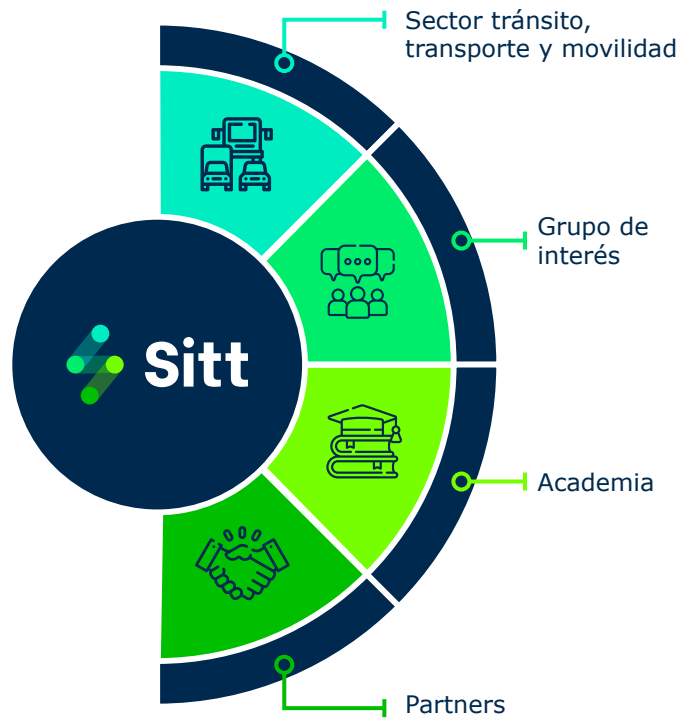 Sector tránsito,
transporte y movilidad
Grupo de
interés
Sitt
Academia
Partners